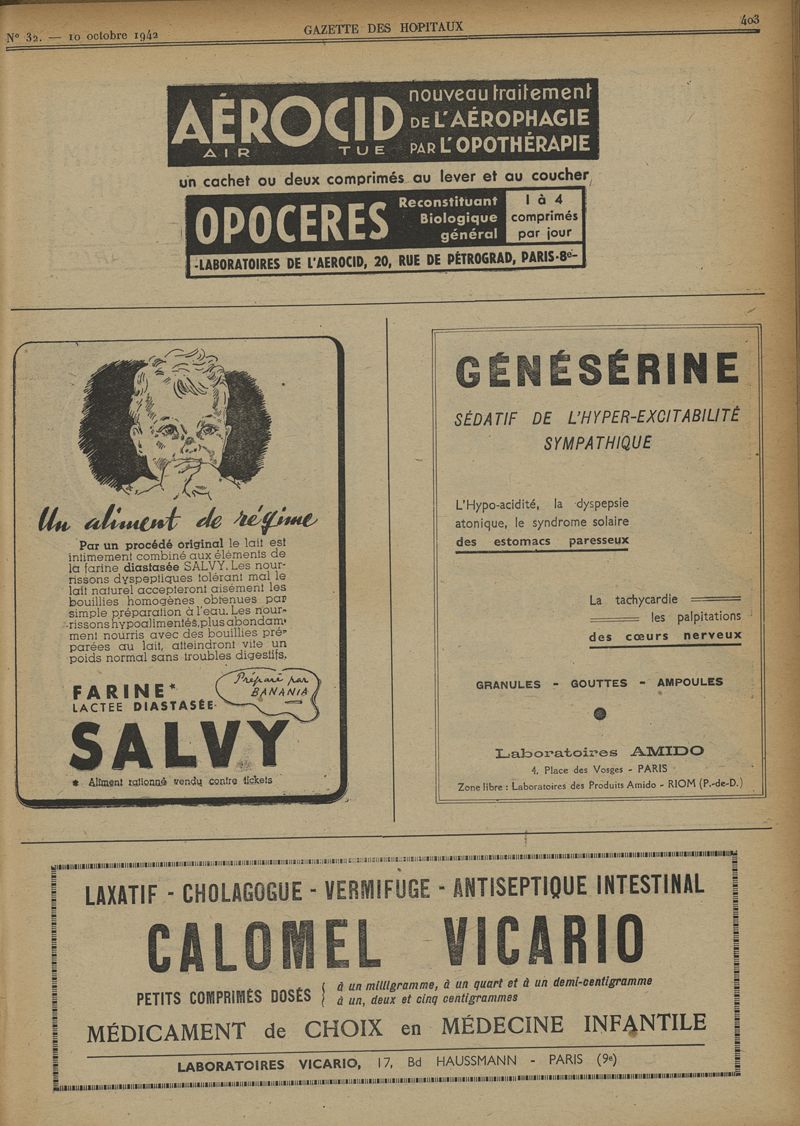 N° 32. — 10 octobre 1942
GAZETTE DES HOPITAUX
403
AÉROCID
AIR TUE
nouveau traitement
DE L'AÉROPHAGIE
PAR L'OPOTHÉRAPIE
un cachet ou deux comprimés au lever et au coucher
OPOCERES
Reconstituant
Biologique
général
1 à 4
comprimés
par jour
-LABORATOIRES DE L'AEROCID, 20, RUE DE PÉTROGRAD, PARIS-8e-
Un aliment de régime
Par un procédé original le lait est
intimement combiné aux éléments de
la farine diastasée SALVY. Les nour-
rissons dyspeptiques tolérant mal le
lait naturel accepteront aisément les
bouillies homogènes obtenues par
simple préparation à l'eau. Les nour-
rissons hypoalimentés, plus abondam-
ment nourris avec des bouillies pré-
parées au lait, atteindront vite un
poids normal sans troubles digestifs.
FARINE*
LACTEE DIASTASÉE
Préparé par
BANANIA
SALVY
* Aliment rationné vendu contre tickets
GÉNÉSÉRINE
SÉDATIF DE L'HYPER-EXCITABILITÉ
SYMPATHIQUE
L'Hypo-acidité, la dyspepsie
atonique, le syndrome solaire
des estomacs paresseux
La tachycardie
les palpitations
des cœurs nerveux
GRANULES - GOUTTES - AMPOULES
Laboratoires AMIDO
4, Place des Vosges - PARIS
Zone libre : Laboratoires des Produits Amido - RIOM (P.-de-D.)
LAXATIF - CHOLAGOGUE - VERMIFUGE - ANTISEPTIQUE INTESTINAL
CALOMEL VICARIO
PETITS COMPRIMÉS DOSÉS { à un milligramme, à un quart et à un demi-centigramme
à un, deux et cinq centigrammes
MÉDICAMENT de CHOIX en MÉDECINE INFANTILE
LABORATOIRES VICARIO, 17, Bd HAUSSMANN - PARIS (9e)